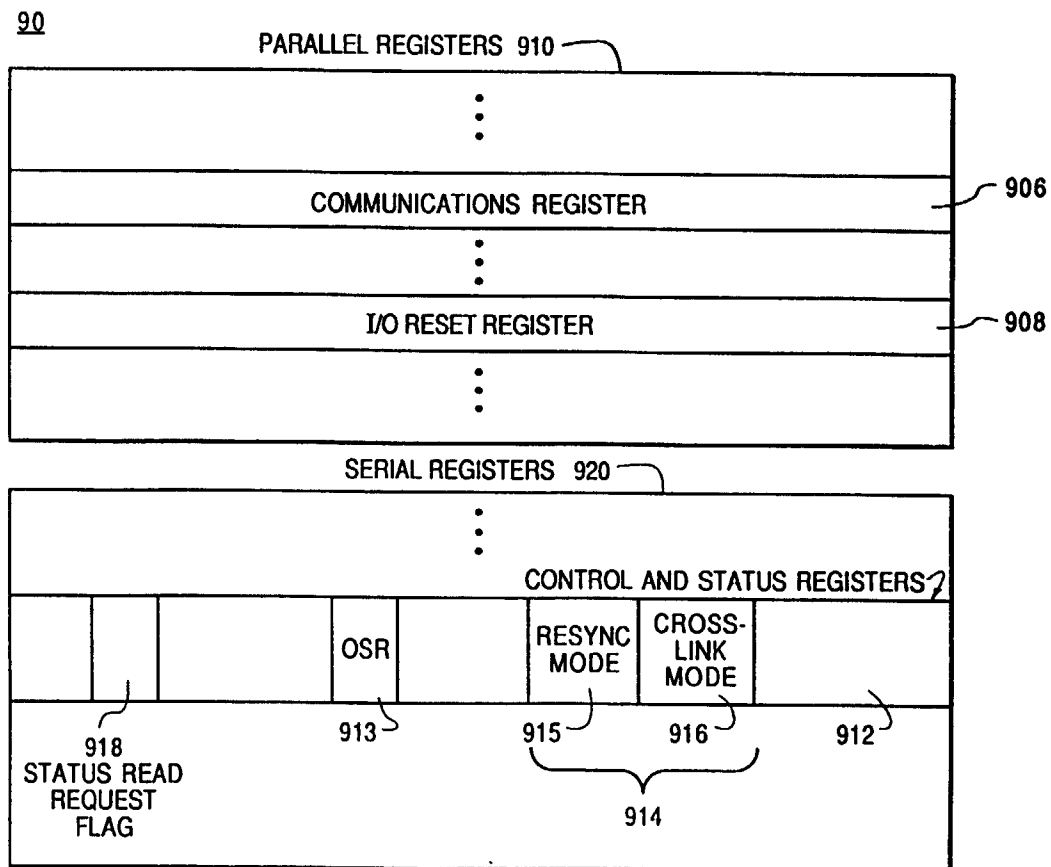 90
PARALLEL REGISTERS 910
COMMUNICATIONS REGISTER
906
I/O RESET REGISTER
908
SERIAL REGISTERS 920
CONTROL AND STATUS REGISTERS
OSR
RESYNC
MODE
CROSS-
LINK
MODE
918
STATUS READ
REQUEST
FLAG
913
915
916
912
914